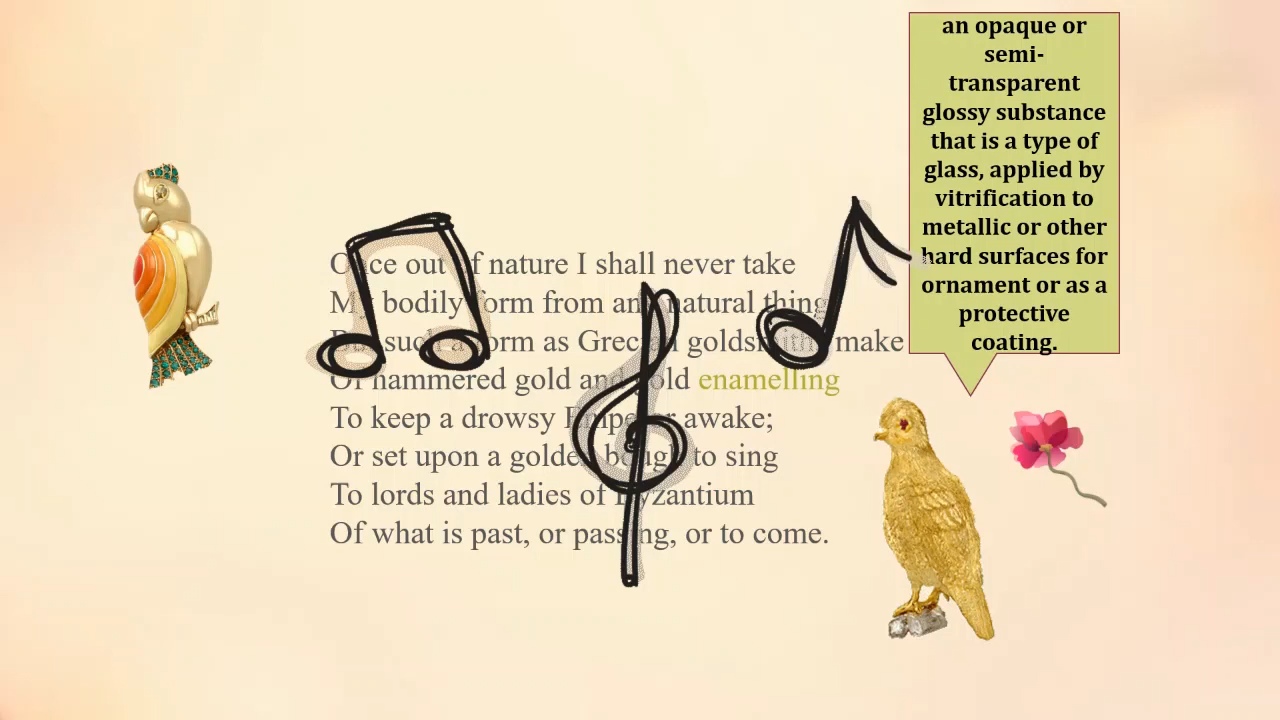 an opaque or
semi-
transparent
glossy substance
that is a type of
glass, applied by
vitrification to
metallic or other
hard surfaces for
ornament or as a
protective
coating.
Once out of nature I shall never take
My bodily form from any natural thing
But such a form as Grecian goldsmiths make
Of hammered gold and gold enamelling
To keep a drowsy Emperor awake;
Or set upon a golden bough to sing
To lords and ladies of Byzantium
Of what is past, or passing, or to come.